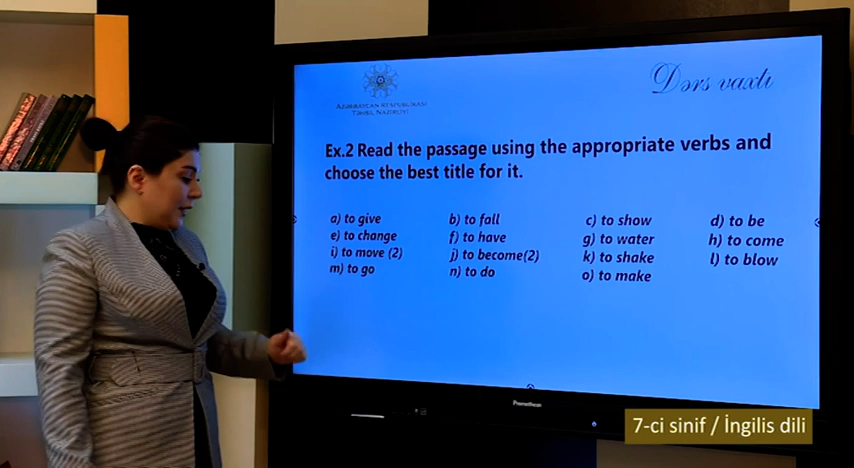 AZƏRBAYCAN RESPUBLİKASI
TƏHSİL NAZİRLİYİ
Dərs vaxtı
Ex.2 Read the passage using the appropriate verbs and
choose the best title for it.
a) to give b) to fall c) to show d) to be
e) to change f) to have g) to water h) to come
i) to move (2) j) to become(2) k) to shake l) to blow
m) to go n) to do o) to make
Promethean
7-ci sinif / İngilis dili